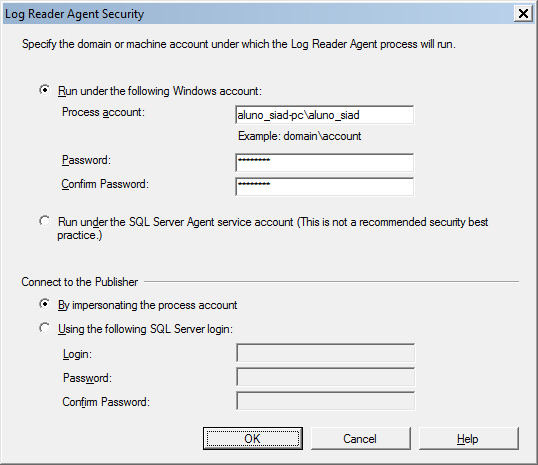 Log Reader Agent Security
Specify the domain or machine account under which the Log Reader Agent process will run.
Run under the following Windows account:
Process account:
aluno_siad-pc\aluno_siad
Example: domain\account
Password:
********
Confirm Password:
********
Run under the SQL Server Agent service account (This is not a recommended security best
practice.)
Connect to the Publisher
By impersonating the process account
Using the following SQL Server login:
Login:
Password:
Confirm Password:
OK
Cancel
Help